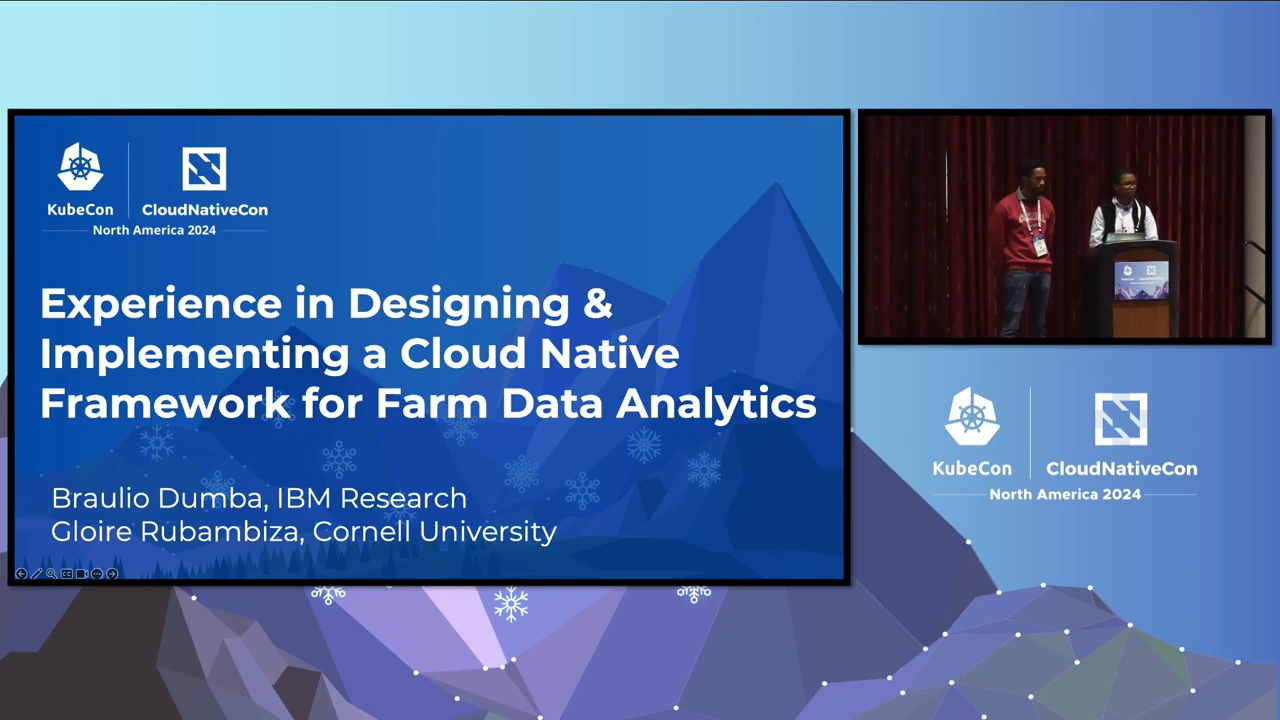 KubeCon
CloudNativeCon
North America 2024
Experience in Designing &
Implementing a Cloud Native
Framework for Farm Data Analytics
Braulio Dumba, IBM Research
Gloire Rubambiza, Cornell University
KubeCon
CloudNativeCon
North America 2024